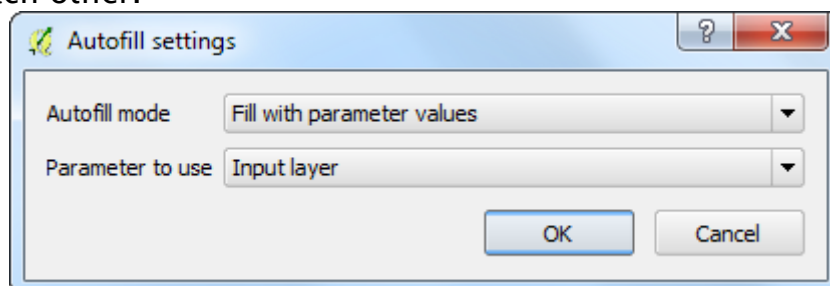 Autofill settings
Autofill mode Fill with parameter values
Parameter to use Input layer
OK Cancel